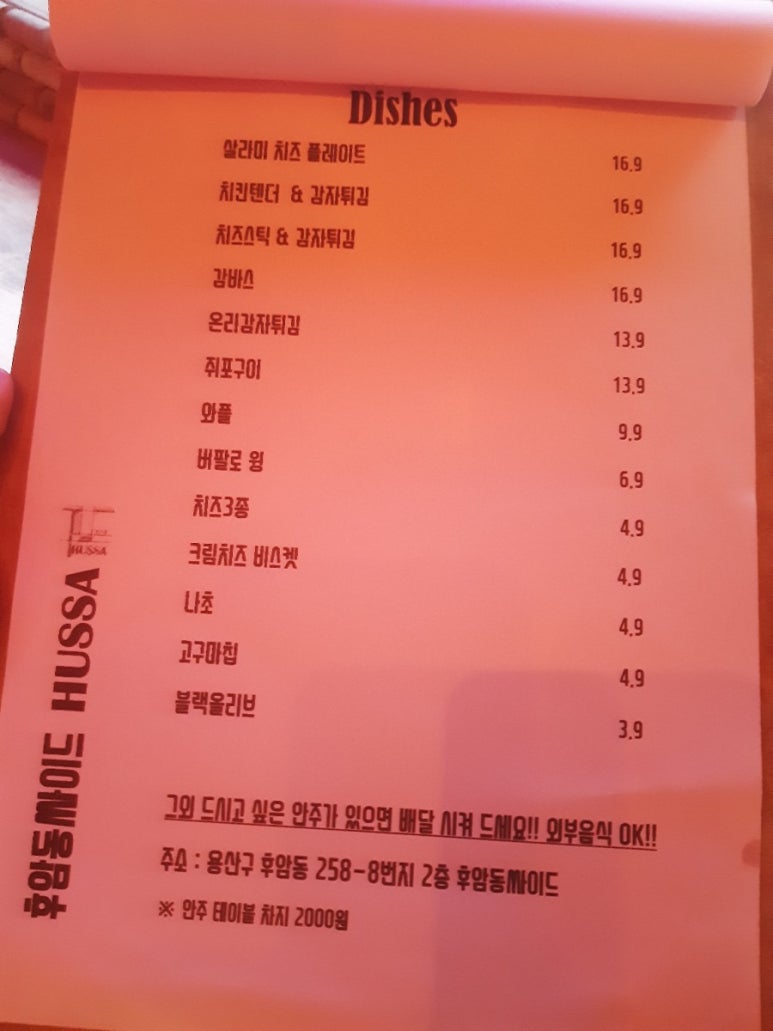 Dishes
살라미 치즈 플레이트 16.9
치킨텐더 & 감자튀김 16.9
치즈스틱 & 감자튀김 16.9
감바스 16.9
온리감자튀김 13.9
쥐포구이 13.9
와플 9.9
버팔로 윙 6.9
치즈3종 4.9
크림치즈 비스켓 4.9
나초 4.9
고구마칩 4.9
블랙올리브 3.9
그외 드시고 싶은 안주가 있으면 배달 시켜 드세요!! 외부음식 OK!!
주소 : 용산구 후암동 258-8번지 2층 후암동싸이드
※ 안주 테이블 차지 2000원
후암동싸이드 HUSSA
HUSSA